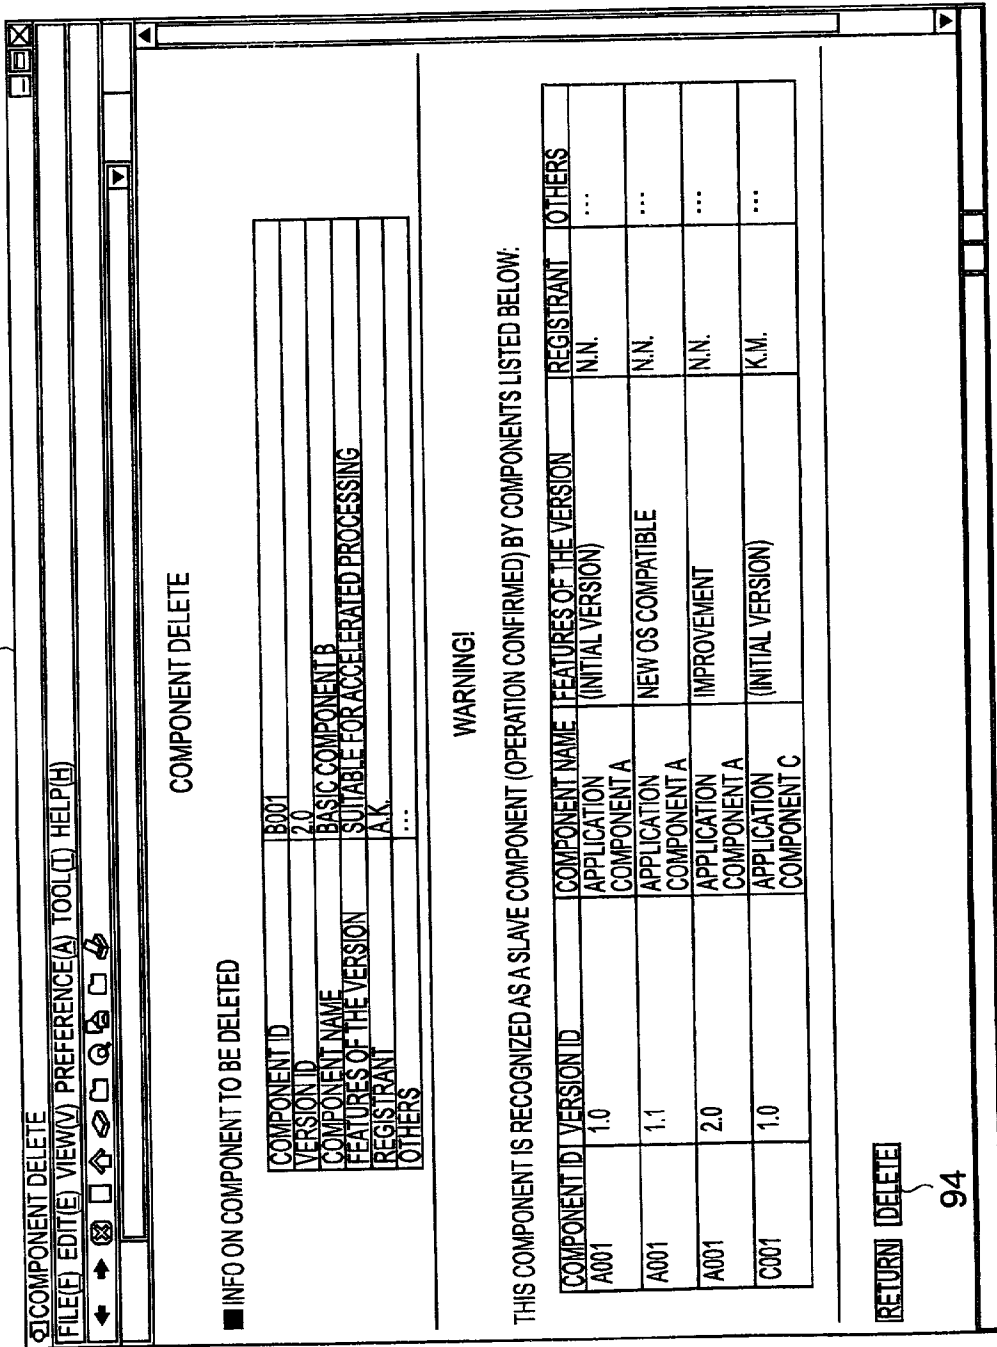 COMPONENT DELETE
FILE(F) EDIT(E) VIEW(V) PREFERENCE(A) TOOL(T) HELP(H)
COMPONENT DELETE
INFO ON COMPONENT TO BE DELETED
COMPONENT ID B001
VERSION ID 2.0
COMPONENT NAME BASIC COMPONENT B
FEATURES OF THE VERSION SUITABLE FOR ACCELERATED PROCESSING
REGISTRANT A.K.
OTHERS ...
WARNING!
THIS COMPONENT IS RECOGNIZED AS A SLAVE COMPONENT (OPERATION CONFIRMED) BY COMPONENTS LISTED BELOW:
COMPONENT ID VERSION ID COMPONENT NAME FEATURES OF THE VERSION REGISTRANT OTHERS
A001 1.0 APPLICATION COMPONENT A (INITIAL VERSION) N.N. ...
A001 1.1 APPLICATION COMPONENT A NEW OS COMPATIBLE N.N. ...
A001 2.0 APPLICATION COMPONENT A IMPROVEMENT N.N. ...
C001 1.0 APPLICATION COMPONENT C (INITIAL VERSION) K.M. ...
RETURN DELETE
94